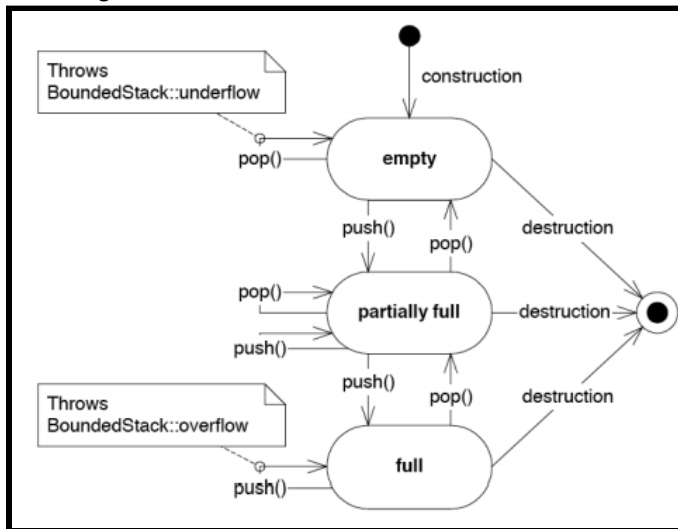 Throws
BoundedStack::underflow
construction
pop()
empty
push()
pop()
destruction
pop()
partially full
destruction
push()
push()
pop()
destruction
Throws
BoundedStack::overflow
full
push()